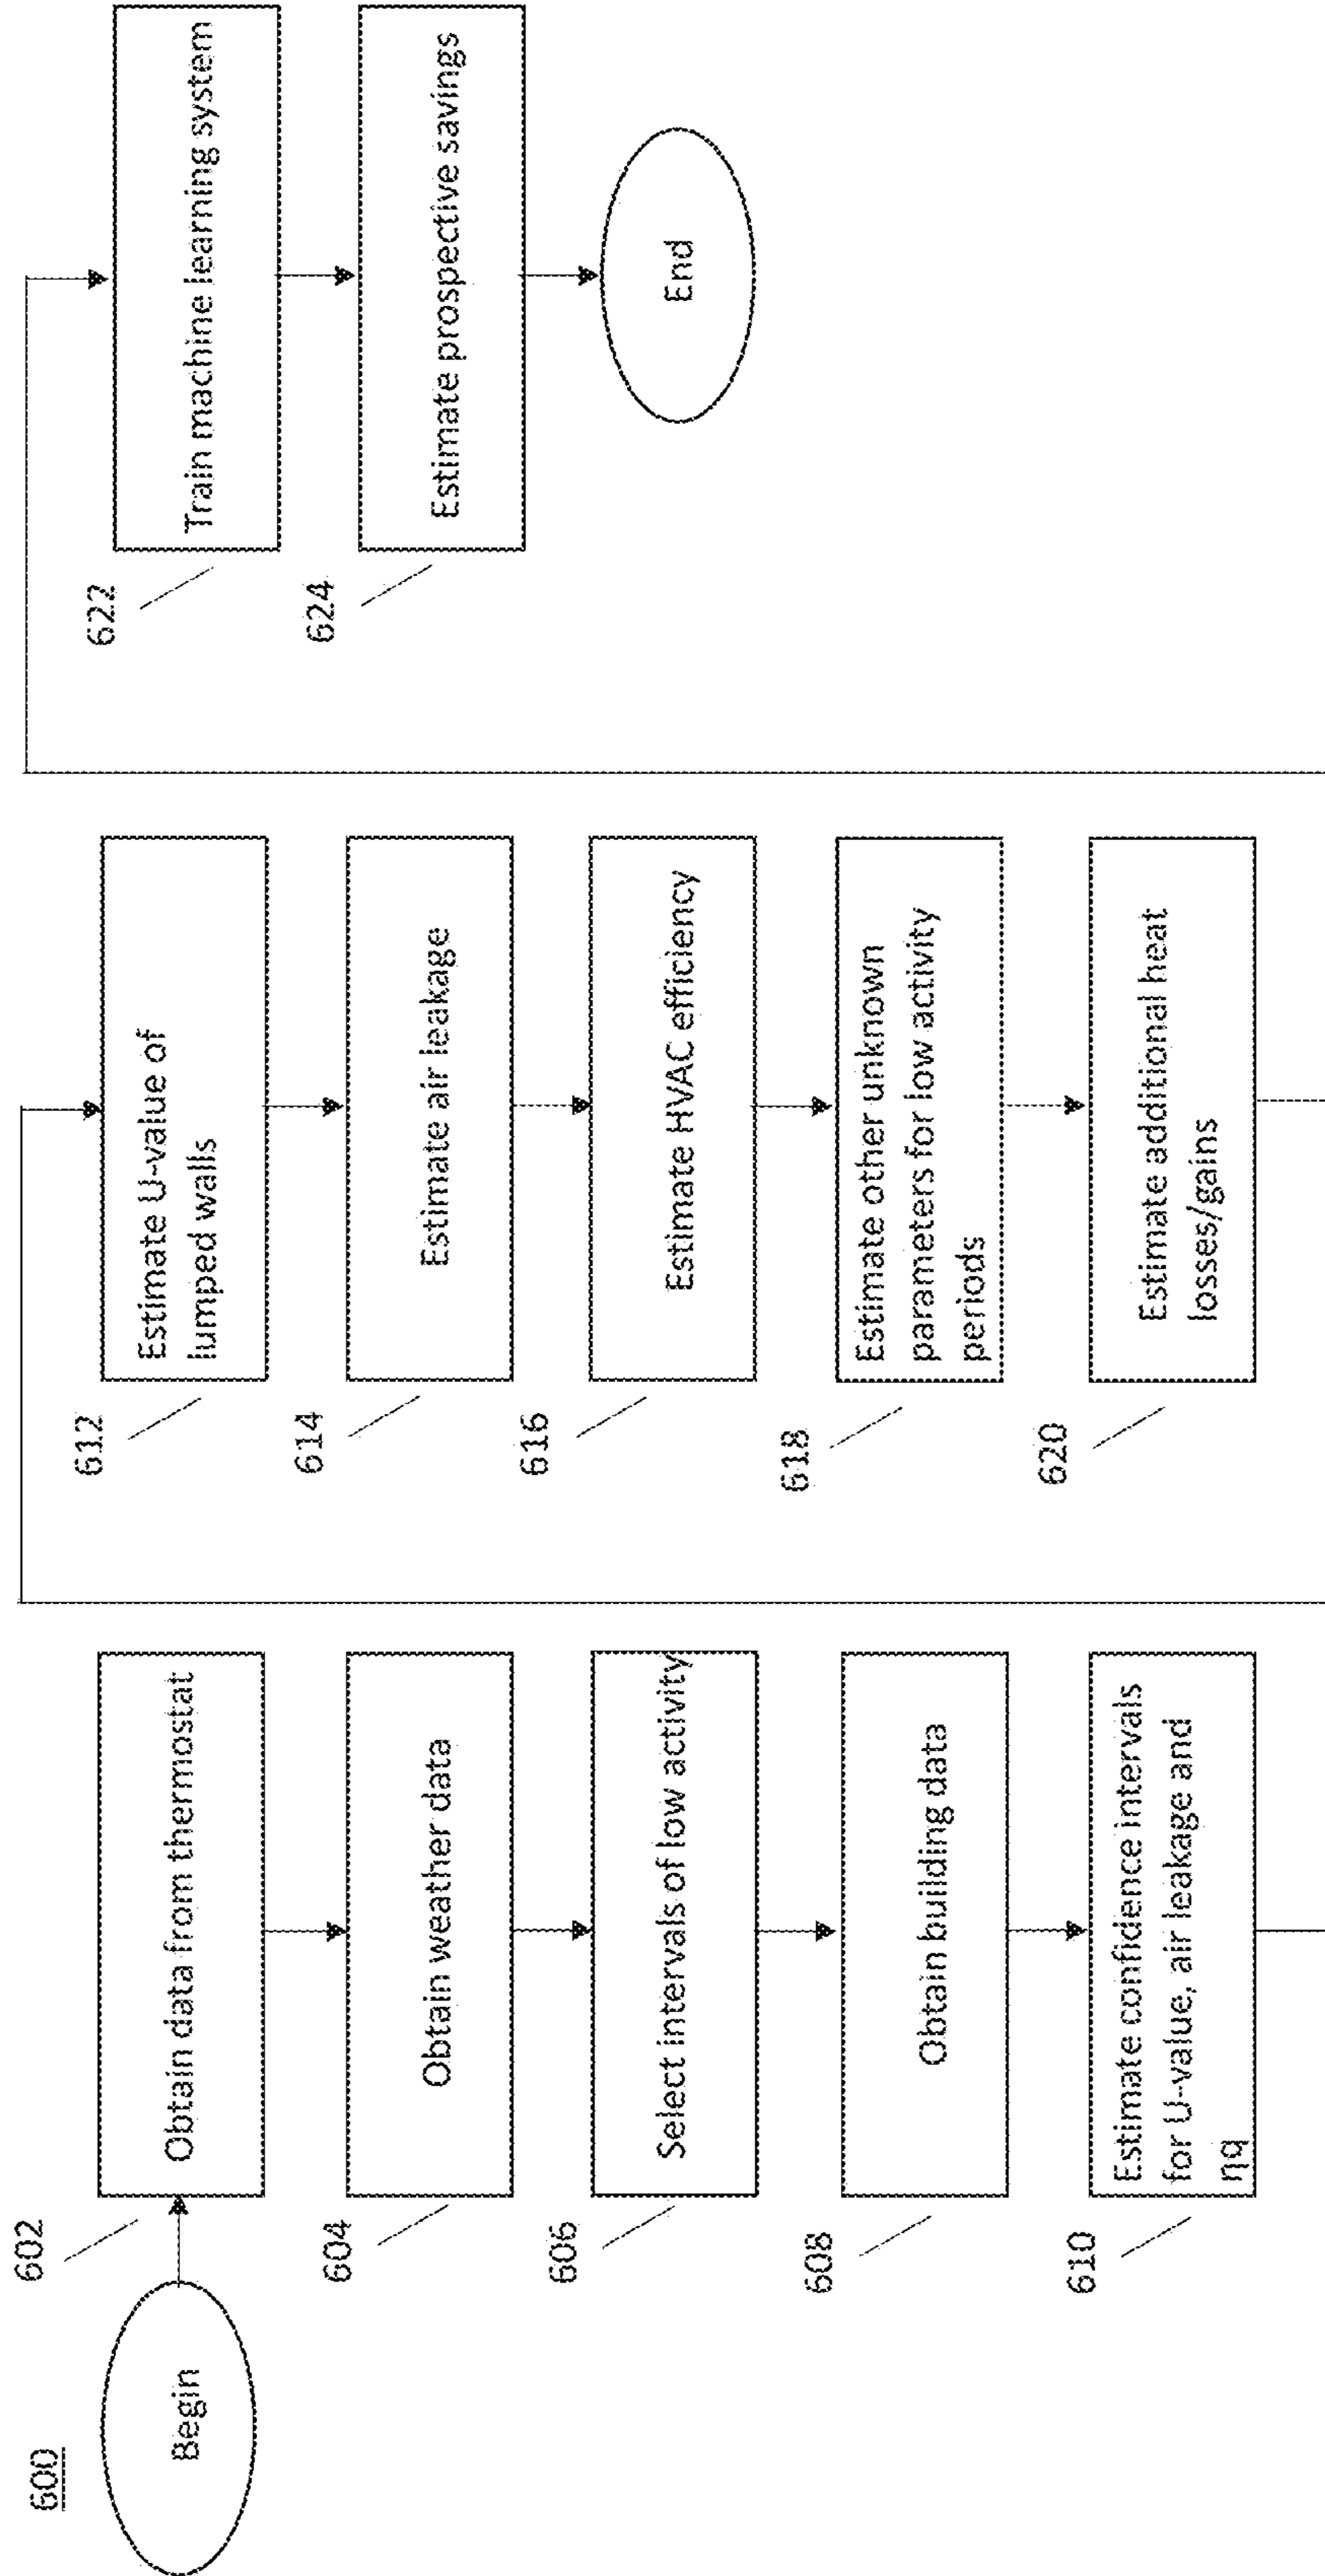 600
Begin
602
Obtain data from thermostat
604
Obtain weather data
606
Select intervals of low activity
608
Obtain building data
610
Estimate confidence intervals
for U-value, air leakage and
ηq
612
Estimate U-value of
lumped walls
614
Estimate air leakage
616
Estimate HVAC efficiency
618
Estimate other unknown
parameters for low activity
periods
620
Estimate additional heat
losses/gains
622
Train machine learning system
624
Estimate prospective savings
End